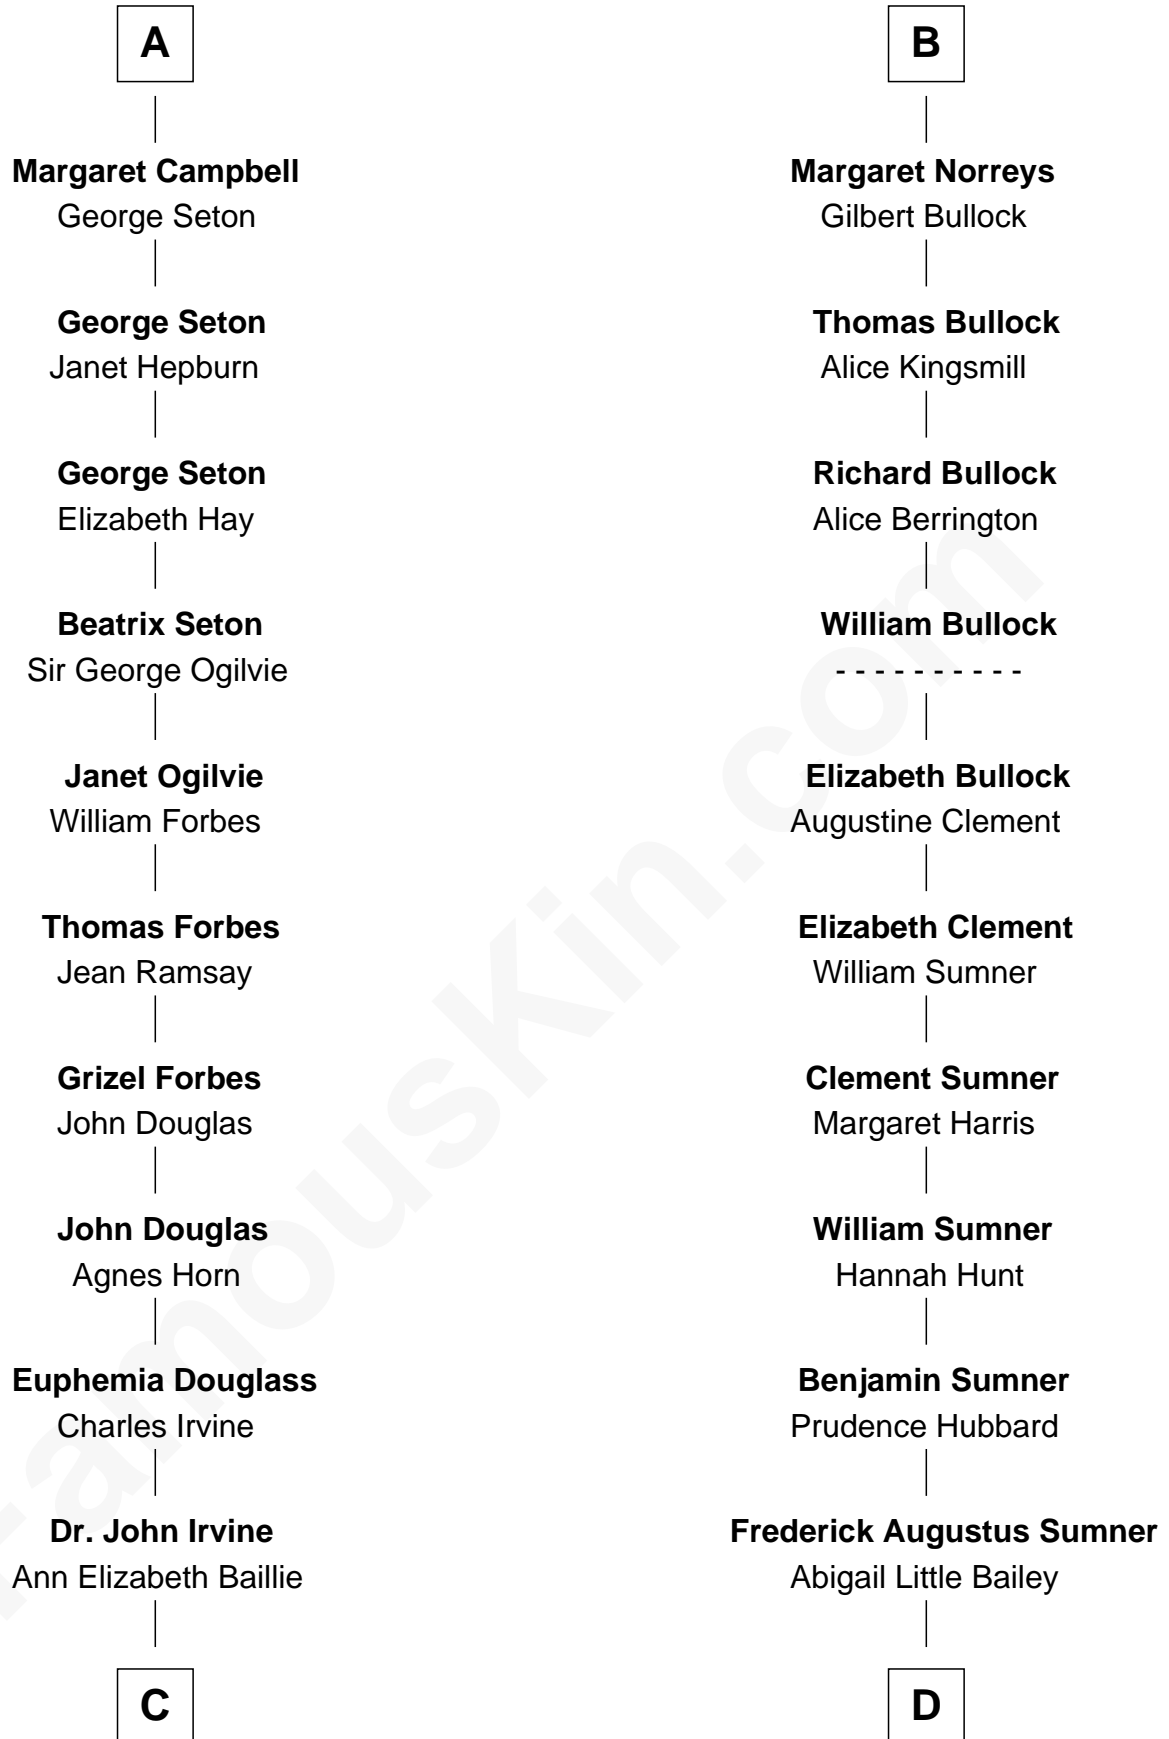 A
Margaret Campbell
George Seton
George Seton
Janet Hepburn
George Seton
Elizabeth Hay
Beatrix Seton
Sir George Ogilvie
Janet Ogilvie
William Forbes
Thomas Forbes
Jean Ramsay
Grizel Forbes
John Douglas
John Douglas
Agnes Horn
Euphemia Douglass
Charles Irvine
Dr. John Irvine
Ann Elizabeth Baillie
C
B
Margaret Norreys
Gilbert Bullock
Thomas Bullock
Alice Kingsmill
Richard Bullock
Alice Berrington
William Bullock
- - - - - - - - - -
Elizabeth Bullock
Augustine Clement
Elizabeth Clement
William Sumner
Clement Sumner
Margaret Harris
William Sumner
Hannah Hunt
Benjamin Sumner
Prudence Hubbard
Frederick Augustus Sumner
Abigail Little Bailey
D
FamousKin.com